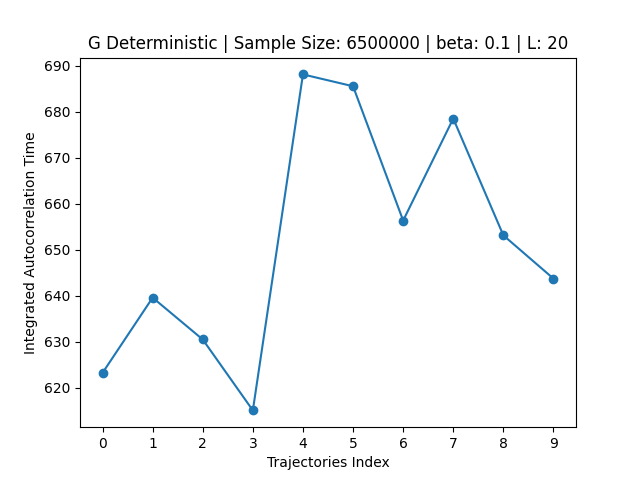 G Deterministic | Sample Size: 6500000 | beta: 0.1 | L: 20
690
680
670
660
650
640
630
620
Integrated Autocorrelation Time
0 1 2 3 4 5 6 7 8 9
Trajectories Index